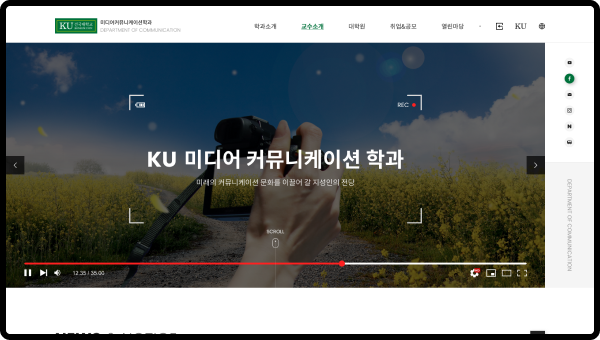 KU 건국대학교 미디어커뮤니케이션학과
DEPARTMENT OF COMMUNICATION
학과소개 교수소개 대학원 취업&공모 열린마당 KU
REC
KU 미디어 커뮤니케이션 학과
미래의 커뮤니케이션 문화를 이끌어 갈 지성인의 전당
SCROLL
12:35 / 35:00
DEPARTMENT OF COMMUNICATION